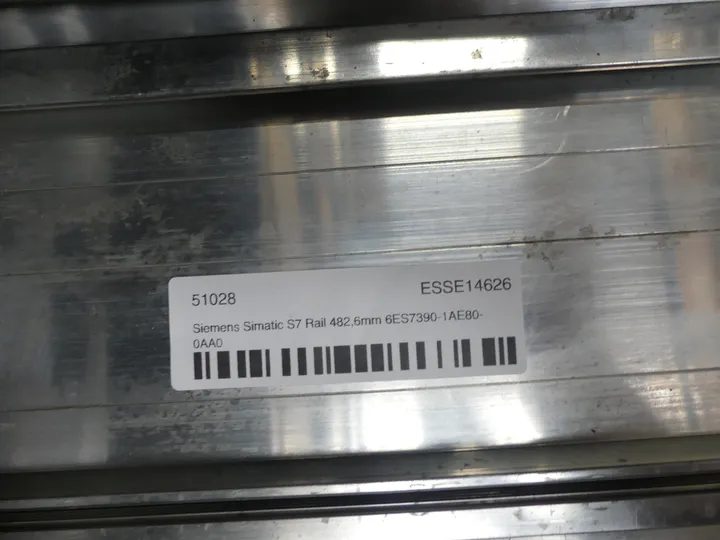 51028 ESSE14626
Siemens Simatic S7 Rail 482,6mm 6ES7390-1AE80-
0AA0